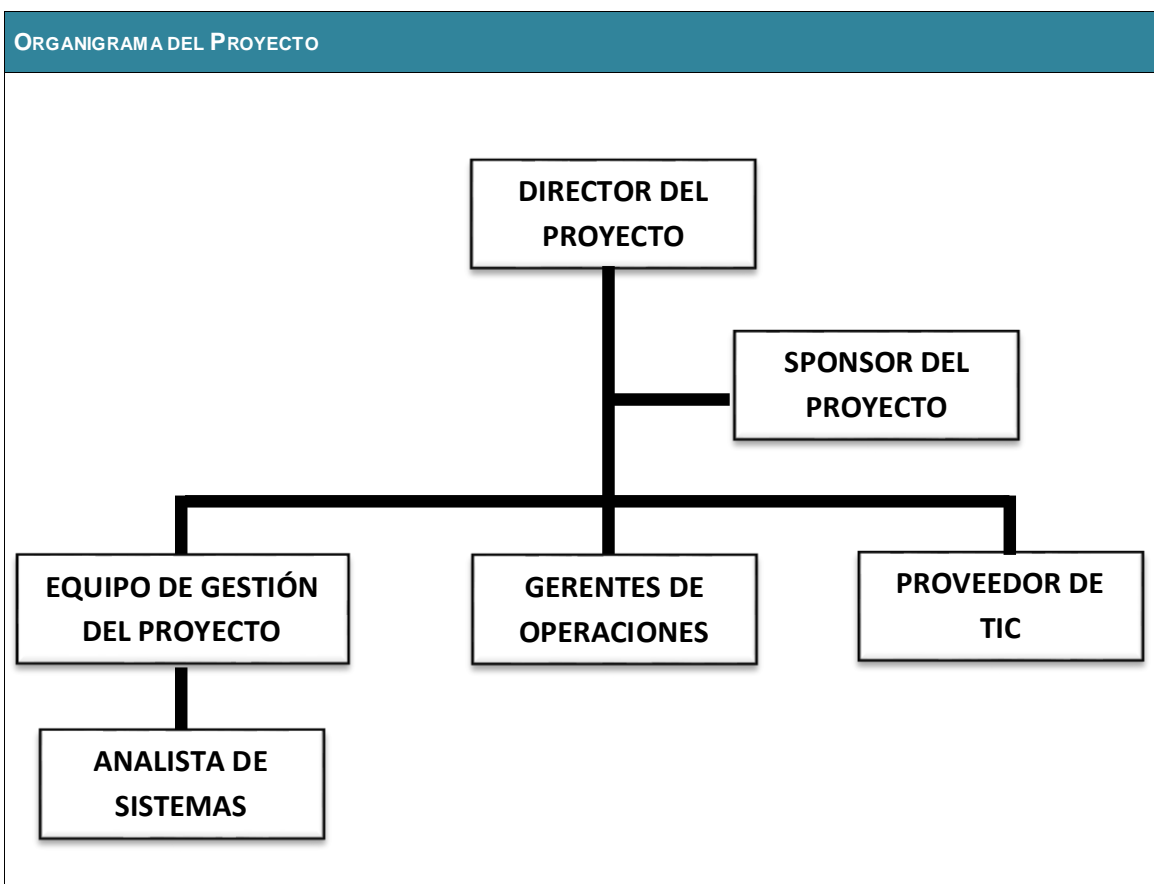 ORGANIGRAMA DEL PROYECTO
DIRECTOR DEL
PROYECTO
SPONSOR DEL
PROYECTO
EQUIPO DE GESTIÓN
DEL PROYECTO
GERENTES DE
OPERACIONES
PROVEEDOR DE
TIC
ANALISTA DE
SISTEMAS